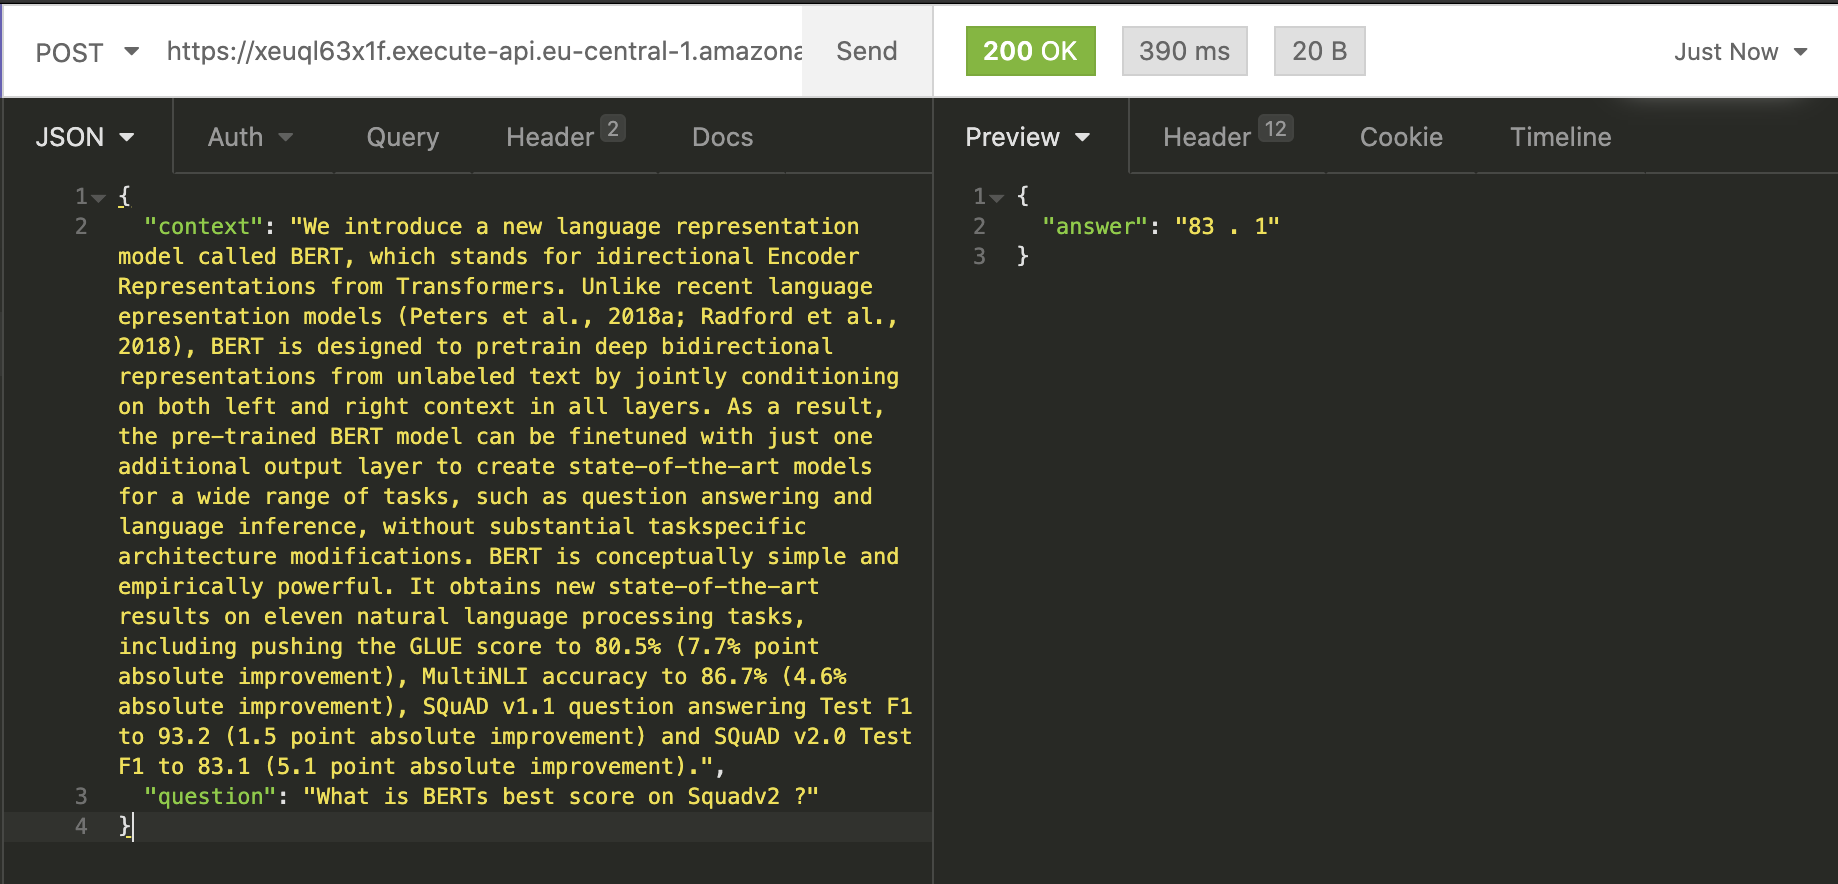 POST https://xeuql63x1f.execute-api.eu-central-1.amazona Send 200 OK 390 ms 20 B Just Now
JSON Auth Query Header 2 Docs Preview Header 12 Cookie Timeline
1 {
2 "context": "We introduce a new language representation
model called BERT, which stands for idirectional Encoder
Representations from Transformers. Unlike recent language
epresentation models (Peters et al., 2018a; Radford et al.,
2018), BERT is designed to pretrain deep bidirectional
representations from unlabeled text by jointly conditioning
on both left and right context in all layers. As a result,
the pre-trained BERT model can be finetuned with just one
additional output layer to create state-of-the-art models
for a wide range of tasks, such as question answering and
language inference, without substantial taskspecific
architecture modifications. BERT is conceptually simple and
empirically powerful. It obtains new state-of-the-art
results on eleven natural language processing tasks,
including pushing the GLUE score to 80.5% (7.7% point
absolute improvement), MultiNLI accuracy to 86.7% (4.6%
absolute improvement), SQuAD v1.1 question answering Test F1
to 93.2 (1.5 point absolute improvement) and SQuAD v2.0 Test
F1 to 83.1 (5.1 point absolute improvement).",
3 "question": "What is BERTs best score on Squadv2 ?"
4 }
1 {
2 "answer": "83 . 1"
3 }